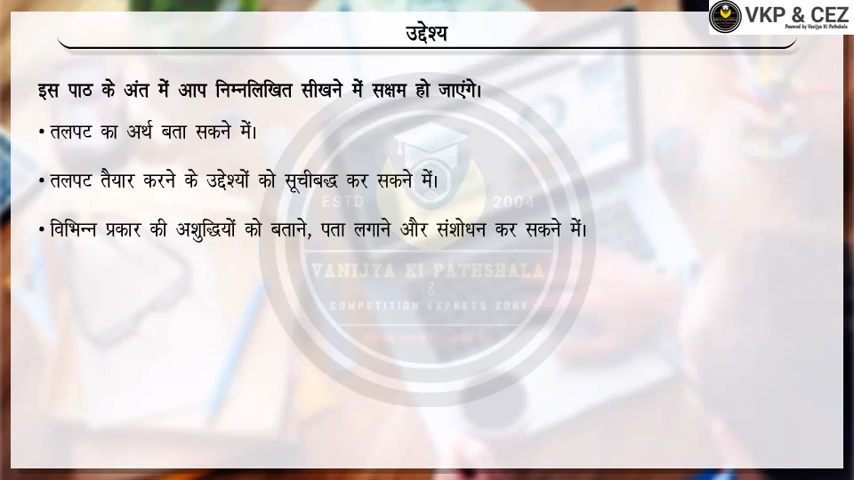 VKP & CEZ
Powered by Vanijya Ki Pathshala
उद्देश्य
इस पाठ के अंत में आप निम्नलिखित सीखने में सक्षम हो जाएंगे।
• तलपट का अर्थ बता सकने में।
• तलपट तैयार करने के उद्देश्यों को सूचीबद्ध कर सकने में।
• विभिन्न प्रकार की अशुद्धियों को बताने, पता लगाने और संशोधन कर सकने में।
ESTD 2004
VANIJYA KI PATHSHALA
&
COMPETITION EXPRESS ZONE